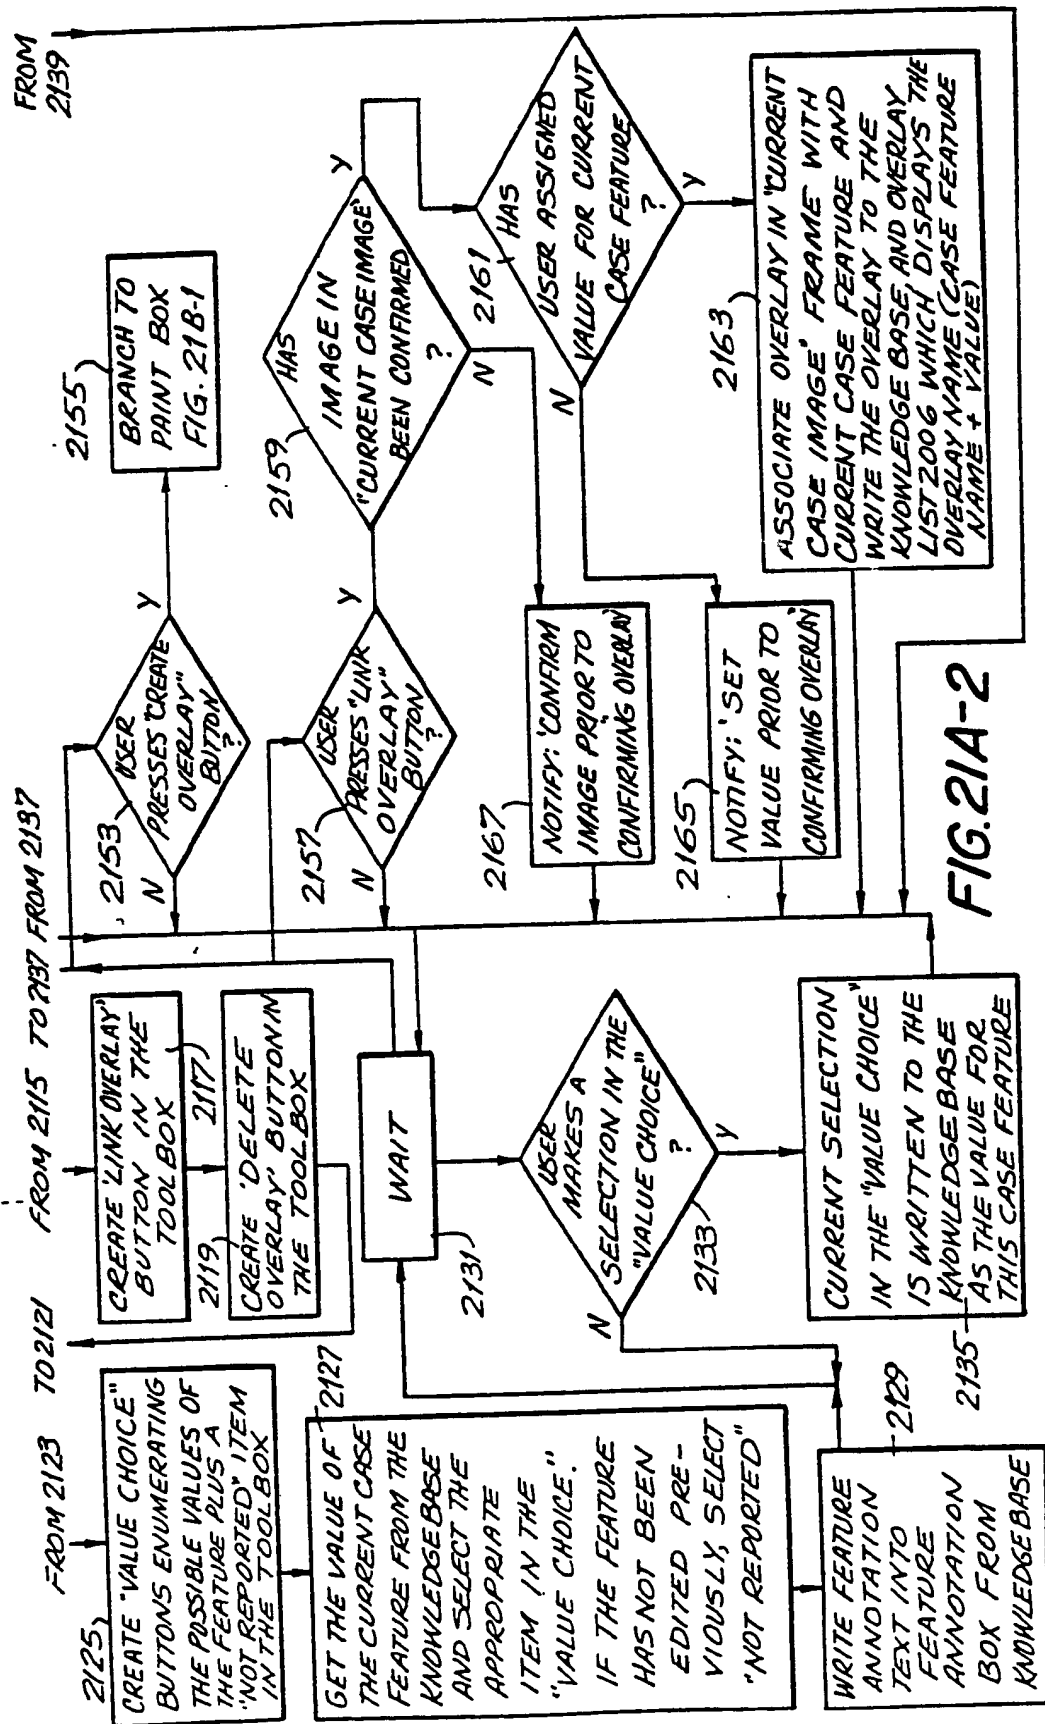 FROM 2123
2125
CREATE "VALUE CHOICE"
BUTTONS ENUMERATING
THE POSSIBLE VALUES OF
THE FEATURE PLUS A
"NOT REPORTED" ITEM
IN THE TOOLBOX
2127
GET THE VALUE OF
THE CURRENT CASE
FEATURE FROM THE
KNOWLEDGE BASE
AND SELECT THE
APPROPRIATE
ITEM IN THE
"VALUE CHOICE."
IF THE FEATURE
HAS NOT BEEN
EDITED PRE-
VIOUSLY, SELECT
"NOT REPORTED"
2129
WRITE FEATURE
ANNOTATION
TEXT INTO
FEATURE
ANNOTATION
BOX FROM
KNOWLEDGE BASE
TO 2121
FROM 2115
CREATE 'LINK OVERLAY'
BUTTON IN THE
TOOLBOX
2117
2119
CREATE 'DELETE
OVERLAY' BUTTON IN
THE TOOLBOX
WAIT
2131
USER
MAKES A
SELECTION IN THE
"VALUE CHOICE"
?
2133
N
Y
CURRENT SELECTION
IN THE "VALUE CHOICE"
IS WRITTEN TO THE
KNOWLEDGE BASE
AS THE VALUE FOR
THIS CASE FEATURE
2135
TO 2137
FROM 2137
2153
USER
PRESSES "CREATE
OVERLAY"
BUTTON
?
N
Y
2155
BRANCH TO
PAINT BOX
FIG. 21B-1
2157
USER
PRESSES "LINK
OVERLAY"
BUTTON
?
N
Y
2159
HAS
IMAGE IN
"CURRENT CASE IMAGE"
BEEN CONFIRMED
?
Y
N
2161
HAS
USER ASSIGNED
VALUE FOR CURRENT
CASE FEATURE
?
N
Y
2167
NOTIFY: 'CONFIRM
IMAGE PRIOR TO
CONFIRMING OVERLAY'
2165
NOTIFY: 'SET
VALUE PRIOR TO
CONFIRMING OVERLAY'
2163
ASSOCIATE OVERLAY IN "CURRENT
CASE IMAGE" FRAME WITH
CURRENT CASE FEATURE AND
WRITE THE OVERLAY TO THE
KNOWLEDGE BASE, AND OVERLAY
LIST 2006 WHICH, DISPLAYS THE
OVERLAY NAME (CASE FEATURE
NAME + VALUE)
FROM
2139
FIG. 21A-2